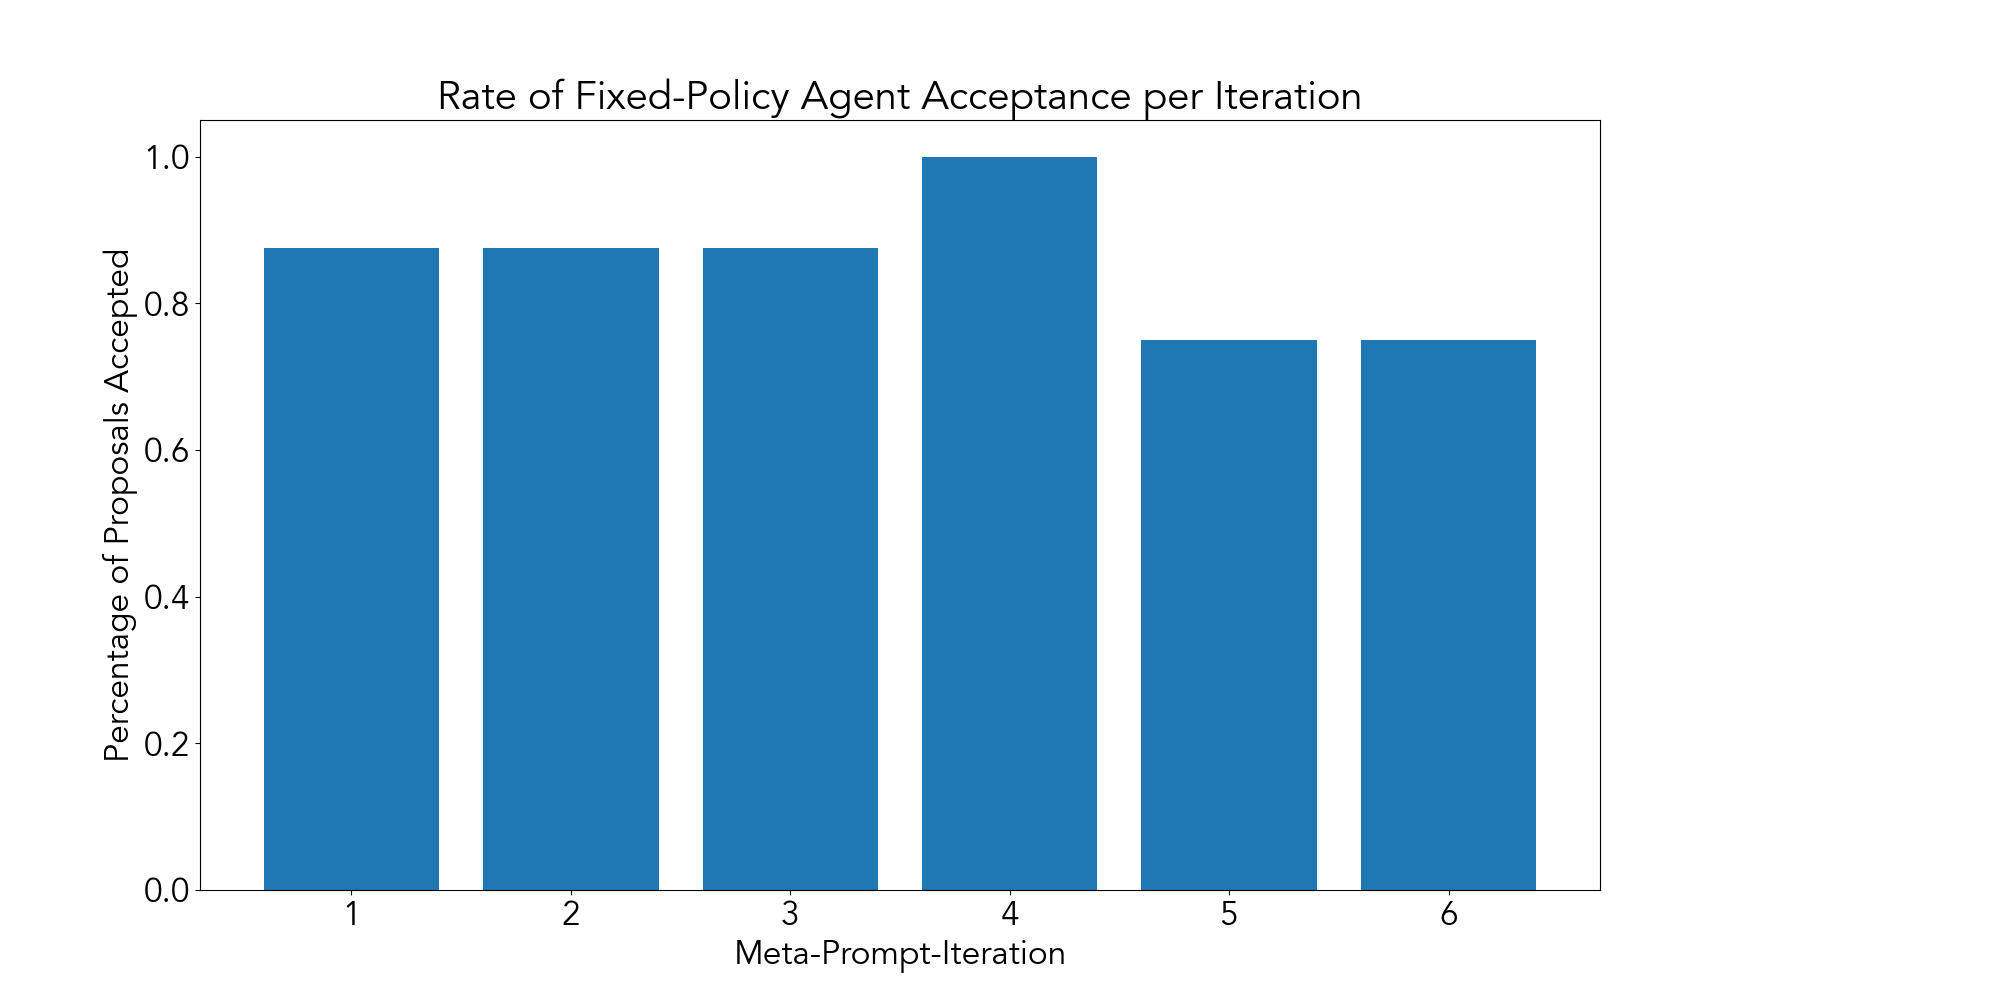 Rate of Fixed-Policy Agent Acceptance per Iteration
Percentage of Proposals Accepted
1.0
0.8
0.6
0.4
0.2
0.0
1 2 3 4 5 6
Meta-Prompt-Iteration